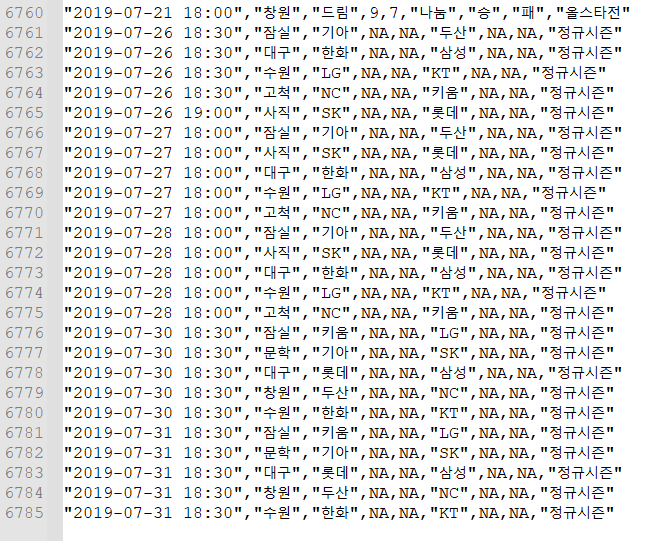 6760 "2019-07-21 18:00","창원","드림",9,7,"나눔","승","패","올스타전"
6761 "2019-07-26 18:30","잠실","기아",NA,NA,"두산",NA,NA,"정규시즌"
6762 "2019-07-26 18:30","대구","한화",NA,NA,"삼성",NA,NA,"정규시즌"
6763 "2019-07-26 18:30","수원","LG",NA,NA,"KT",NA,NA,"정규시즌"
6764 "2019-07-26 18:30","고척","NC",NA,NA,"키움",NA,NA,"정규시즌"
6765 "2019-07-26 19:00","사직","SK",NA,NA,"롯데",NA,NA,"정규시즌"
6766 "2019-07-27 18:00","잠실","기아",NA,NA,"두산",NA,NA,"정규시즌"
6767 "2019-07-27 18:00","사직","SK",NA,NA,"롯데",NA,NA,"정규시즌"
6768 "2019-07-27 18:00","대구","한화",NA,NA,"삼성",NA,NA,"정규시즌"
6769 "2019-07-27 18:00","수원","LG",NA,NA,"KT",NA,NA,"정규시즌"
6770 "2019-07-27 18:00","고척","NC",NA,NA,"키움",NA,NA,"정규시즌"
6771 "2019-07-28 18:00","잠실","기아",NA,NA,"두산",NA,NA,"정규시즌"
6772 "2019-07-28 18:00","사직","SK",NA,NA,"롯데",NA,NA,"정규시즌"
6773 "2019-07-28 18:00","대구","한화",NA,NA,"삼성",NA,NA,"정규시즌"
6774 "2019-07-28 18:00","수원","LG",NA,NA,"KT",NA,NA,"정규시즌"
6775 "2019-07-28 18:00","고척","NC",NA,NA,"키움",NA,NA,"정규시즌"
6776 "2019-07-30 18:30","잠실","키움",NA,NA,"LG",NA,NA,"정규시즌"
6777 "2019-07-30 18:30","문학","기아",NA,NA,"SK",NA,NA,"정규시즌"
6778 "2019-07-30 18:30","대구","롯데",NA,NA,"삼성",NA,NA,"정규시즌"
6779 "2019-07-30 18:30","창원","두산",NA,NA,"NC",NA,NA,"정규시즌"
6780 "2019-07-30 18:30","수원","한화",NA,NA,"KT",NA,NA,"정규시즌"
6781 "2019-07-31 18:30","잠실","키움",NA,NA,"LG",NA,NA,"정규시즌"
6782 "2019-07-31 18:30","문학","기아",NA,NA,"SK",NA,NA,"정규시즌"
6783 "2019-07-31 18:30","대구","롯데",NA,NA,"삼성",NA,NA,"정규시즌"
6784 "2019-07-31 18:30","창원","두산",NA,NA,"NC",NA,NA,"정규시즌"
6785 "2019-07-31 18:30","수원","한화",NA,NA,"KT",NA,NA,"정규시즌"